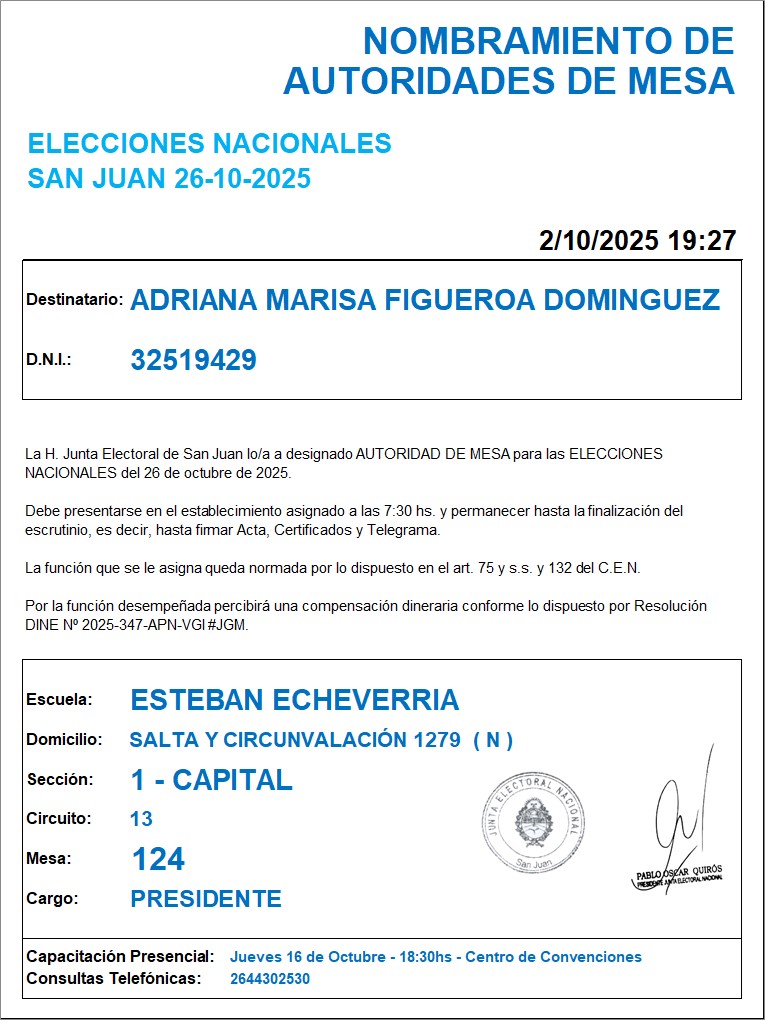 NOMBRAMIENTO DE
AUTORIDADES DE MESA
ELECCIONES NACIONALES
SAN JUAN 26-10-2025
2/10/2025 19:27
Destinatario: ADRIANA MARISA FIGUEROA DOMINGUEZ
D.N.I.: 32519429
La H. Junta Electoral de San Juan lo/a a designado AUTORIDAD DE MESA para las ELECCIONES
NACIONALES del 26 de octubre de 2025.
Debe presentarse en el establecimiento asignado a las 7:30 hs. y permanecer hasta la finalización del
escrutinio, es decir, hasta firmar Acta, Certificados y Telegrama.
La función que se le asigna queda normada por lo dispuesto en el art. 75 y s.s. y 132 del C.E.N.
Por la función desempeñada percibirá una compensación dineraria conforme lo dispuesto por Resolución
DINE Nº 2025-347-APN-VGI#JGM.
Escuela: ESTEBAN ECHEVERRIA
Domicilio: SALTA Y CIRCUNVALACIÓN 1279 ( N )
Sección: 1 - CAPITAL
Circuito: 13
Mesa: 124
Cargo: PRESIDENTE
JUNTA ELECTORAL NACIONAL
San Juan
PABLO OSCAR QUIRÓS
PRESIDENTE JUNTA ELECTORAL NACIONAL
Capacitación Presencial: Jueves 16 de Octubre - 18:30hs - Centro de Convenciones
Consultas Telefónicas: 2644302530